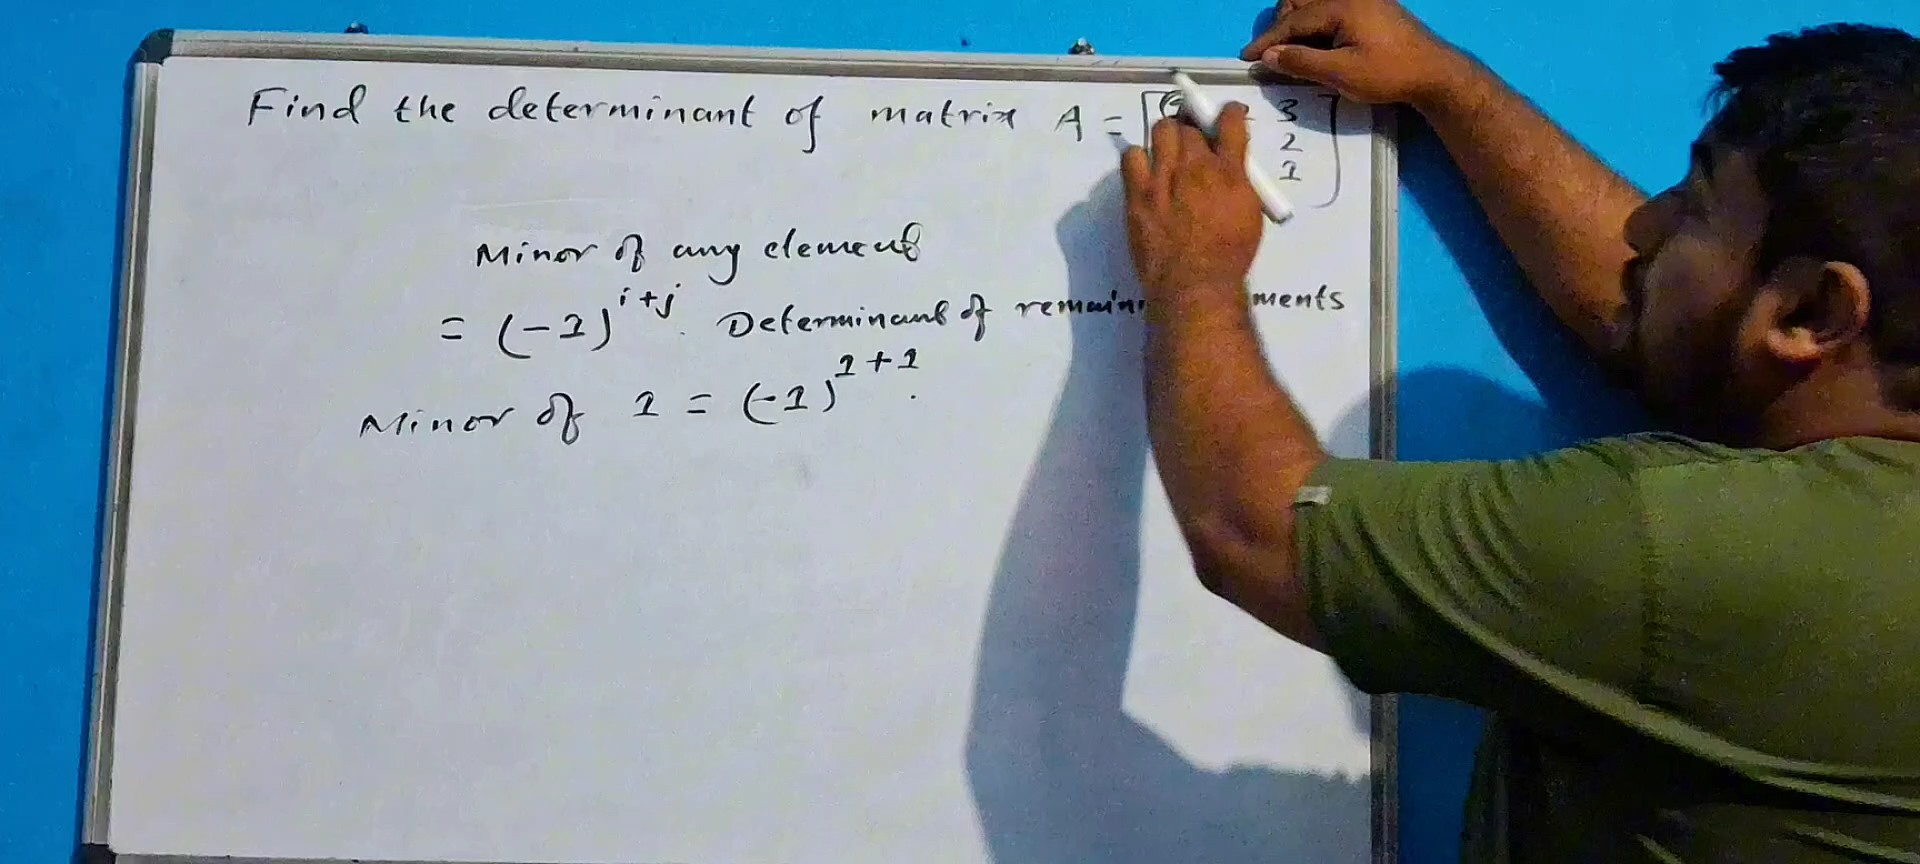 Find the determinant of matrix A = [ 3
2
1 ]
Minor of any element
= (-1)^{i+j} . Determinant of
Minor of 1 = (-1)^{1+1} .